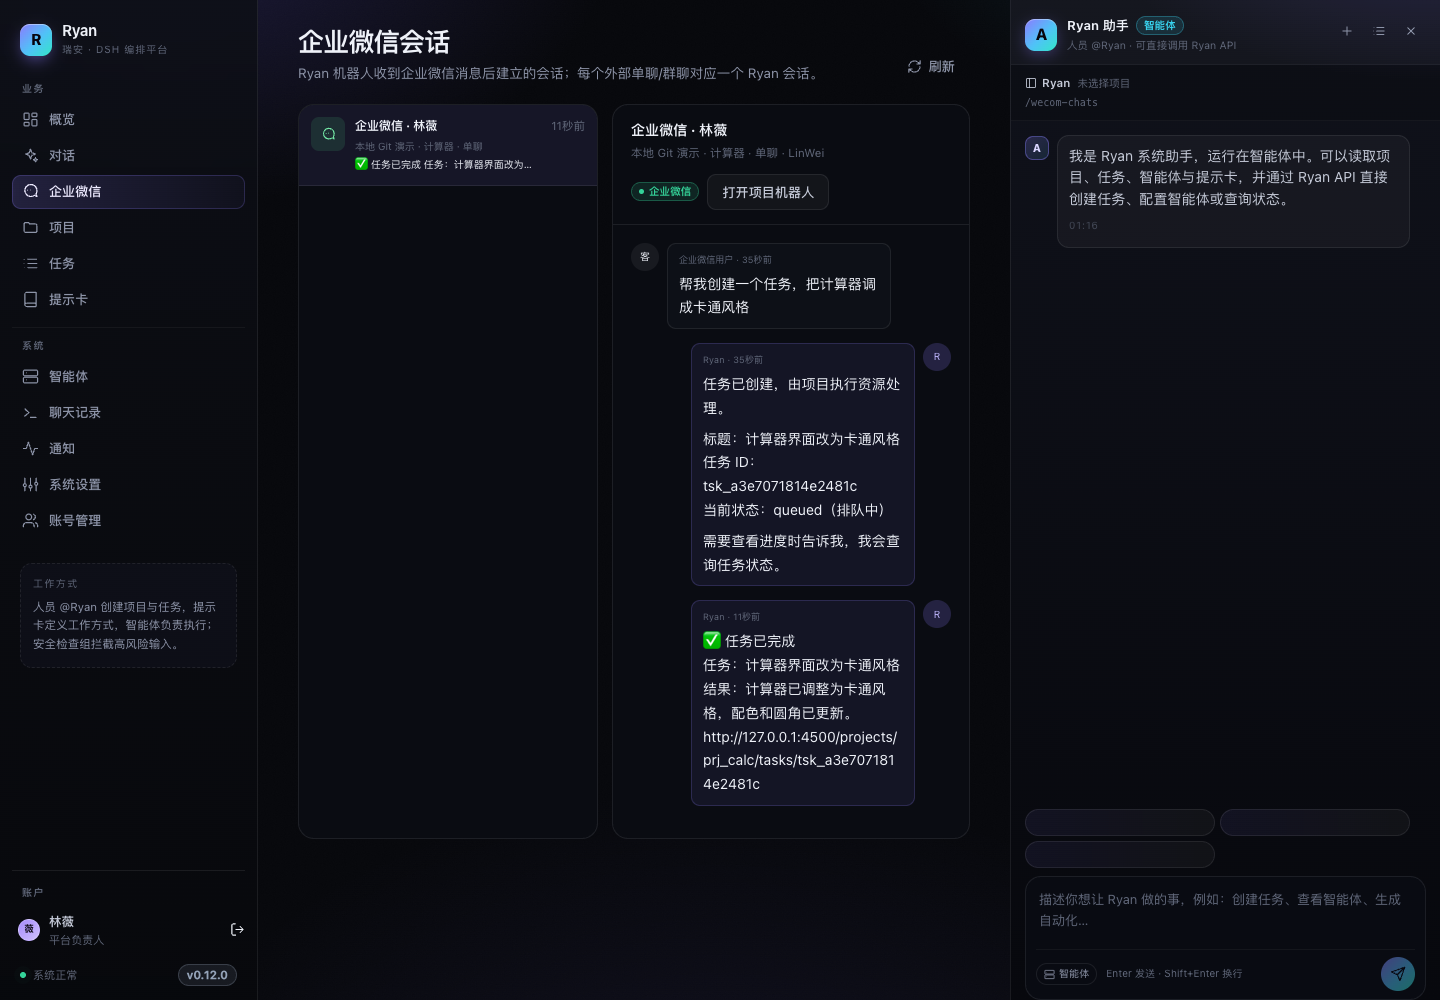 R
Ryan
瑞安 · DSH 编排平台
业务
概览
对话
企业微信
项目
任务
提示卡
系统
智能体
聊天记录
通知
系统设置
账号管理
工作方式
人员 @Ryan 创建项目与任务，提示
卡定义工作方式，智能体负责执行；
安全检查组拦截高风险输入。
账户
薇
林薇
平台负责人
系统正常
v0.12.0
企业微信会话
Ryan 机器人收到企业微信消息后建立的会话；每个外部单聊/群聊对应一个 Ryan 会话。
刷新
企业微信 · 林薇
11秒前
本地 Git 演示 · 计算器 · 单聊
✅ 任务已完成 任务：计算器界面改为...
企业微信 · 林薇
本地 Git 演示 · 计算器 · 单聊 · LinWei
企业微信
打开项目机器人
客
企业微信用户 · 35秒前
帮我创建一个任务，把计算器调
成卡通风格
Ryan · 35秒前
R
任务已创建，由项目执行资源处
理。
标题：计算器界面改为卡通风格
任务 ID：
tsk_a3e7071814e2481c
当前状态：queued（排队中）
需要查看进度时告诉我，我会查
询任务状态。
Ryan · 11秒前
R
✅ 任务已完成
任务：计算器界面改为卡通风格
结果：计算器已调整为卡通风
格，配色和圆角已更新。
http://127.0.0.1:4500/projects/
prj_calc/tasks/tsk_a3e707181
4e2481c
A
Ryan 助手
智能体
人员 @Ryan · 可直接调用 Ryan API
Ryan 未选择项目
/wecom-chats
A
我是 Ryan 系统助手，运行在智能体中。可以读取项
目、任务、智能体与提示卡，并通过 Ryan API 直接
创建任务、配置智能体或查询状态。
01:16
描述你想让 Ryan 做的事，例如：创建任务、查看智能体、生成
自动化...
智能体
Enter 发送 · Shift+Enter 换行